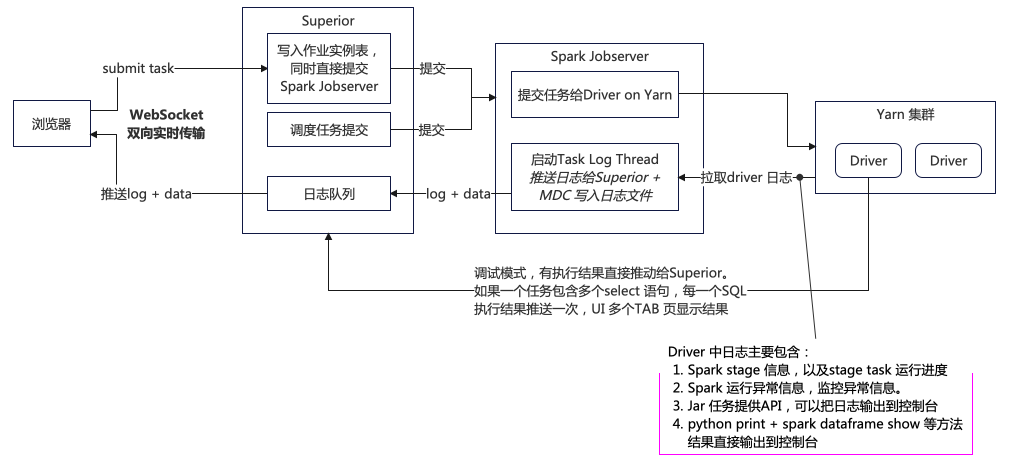 Superior
写入作业实例表，
同时直接提交
Spark Jobserver
submit task
提交
WebSocket
双向实时传输
浏览器
调度任务提交
提交
推送log + data
日志队列
log + data
Spark Jobserver
提交任务给Driver on Yarn
启动Task Log Thread
推送日志给Superior +
MDC 写入日志文件
拉取driver 日志
Yarn 集群
Driver
Driver
调试模式，有执行结果直接推动给Superior。
如果一个任务包含多个select 语句，每一个SQL
执行结果推送一次，UI 多个TAB 页显示结果
Driver 中日志主要包含：
1. Spark stage 信息，以及stage task 运行进度
2. Spark 运行异常信息，监控异常信息。
3. Jar 任务提供API，可以把日志输出到控制台
4. python print + spark dataframe show 等方法
结果直接输出到控制台